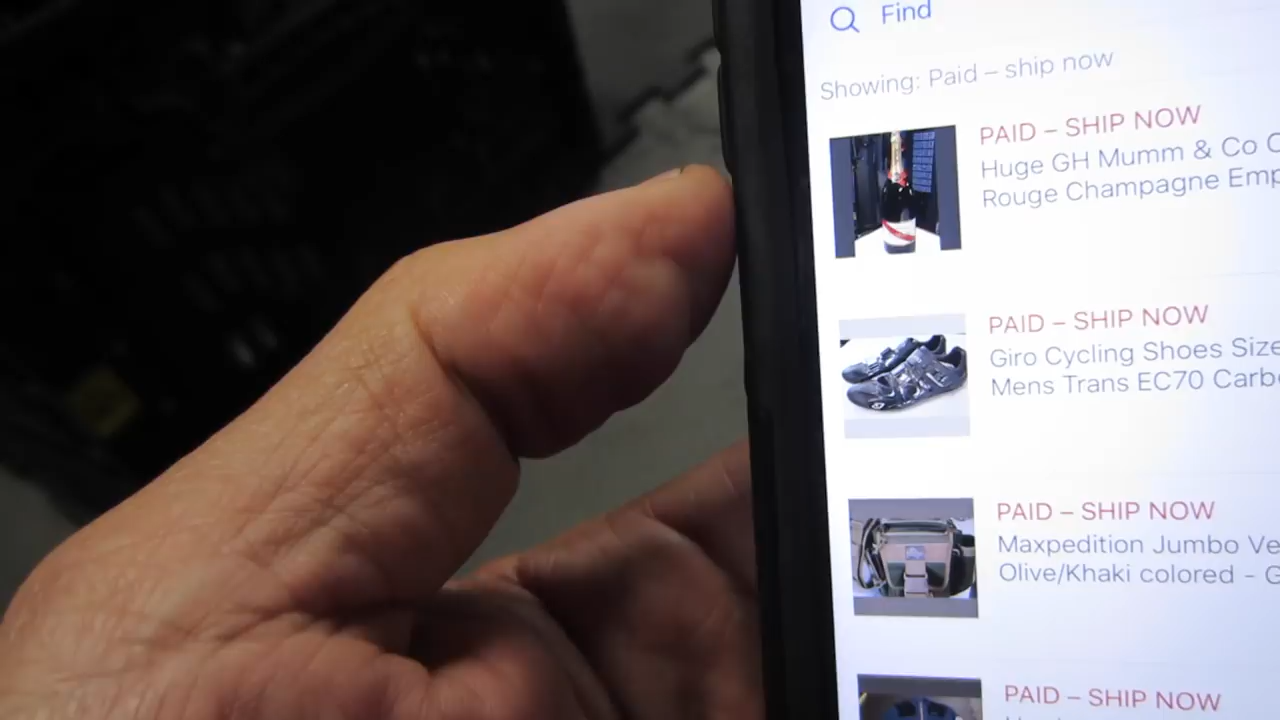 Find
Showing: Paid – ship now
PAID – SHIP NOW
Huge GH Mumm & Co
Rouge Champagne
PAID – SHIP NOW
Giro Cycling Shoes Size
Mens Trans EC70
PAID – SHIP NOW
Maxpedition Jumbo
Olive/Khaki colored -
PAID – SHIP NOW